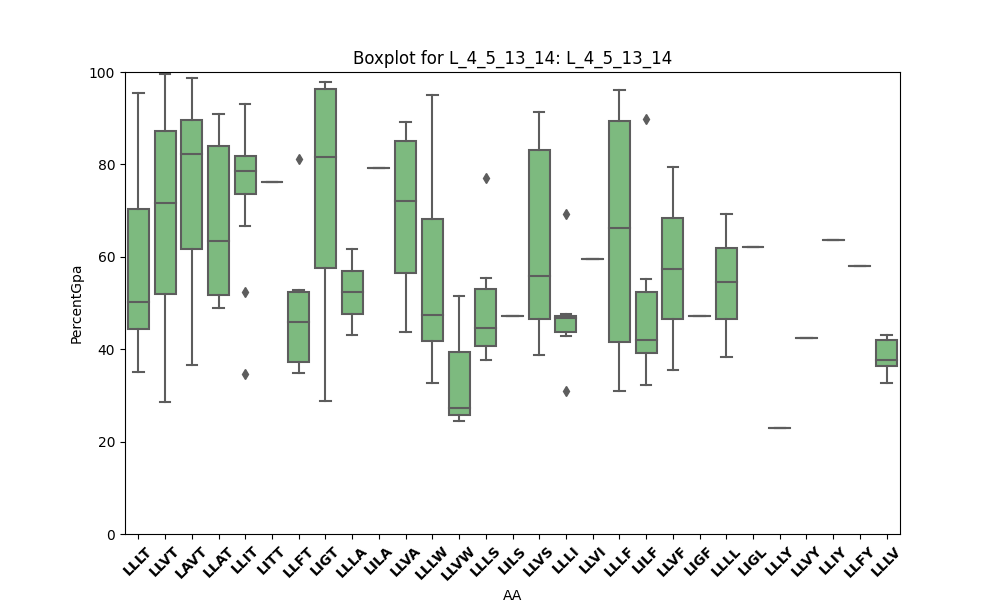 Boxplot for L_4_5_13_14: L_4_5_13_14
PercentGpa
100
80
60
40
20
0
LLLT LLVT LAVT LLAT LLIT LITT LLFT LIGT LLLA LILA LLVA LLLW LLVW LLLS LILS LLVS LLLI LLVI LLLF LILF LLVF LIGF LLLL LIGL LLLY LLVY LLIY LLFY LLLV
AA